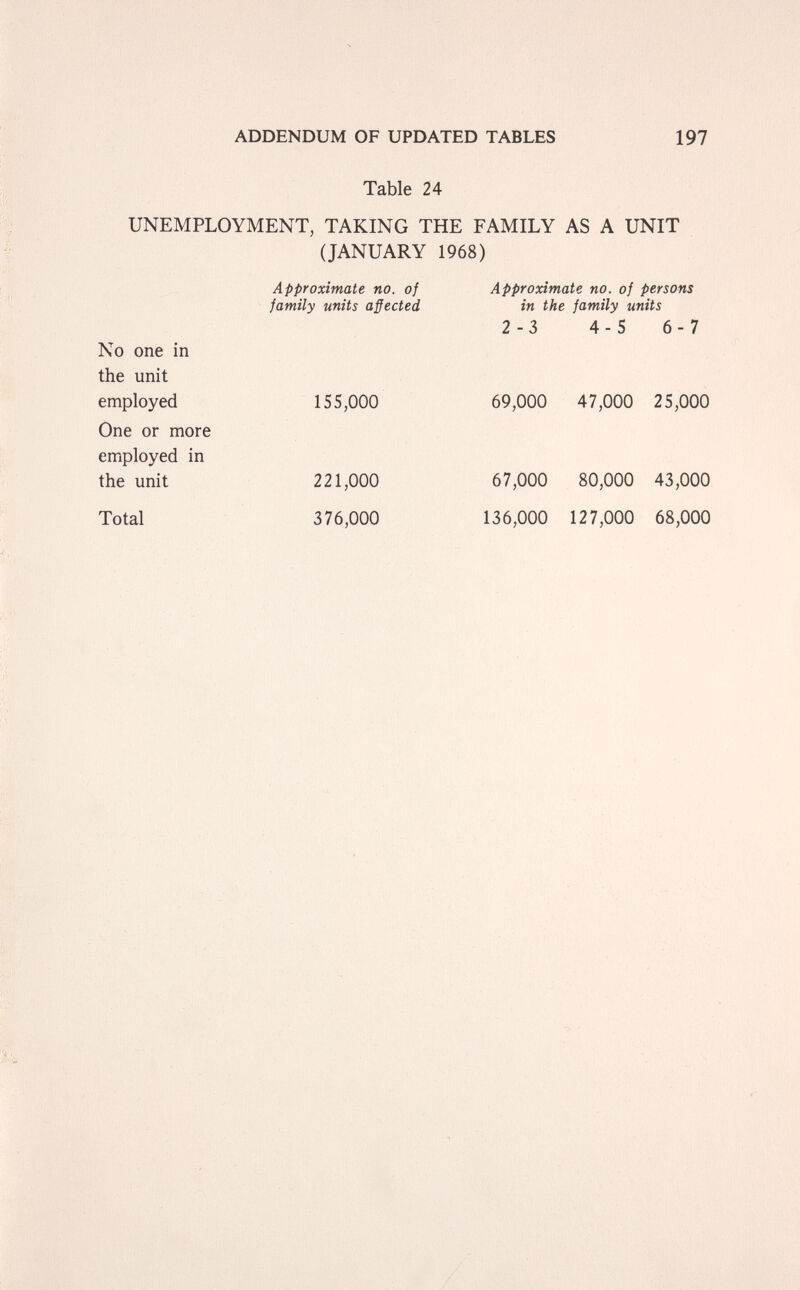 ADDENDUM OF UPDATED TABLES 197
Table 24
UNEMPLOYMENT, TAKING THE FAMILY AS A UNIT
(JANUARY 1968)
Approximate no. of Approximate no. of persons
family units affected in the family units
2 - 3 4 - 5 6 - 7
No one in
the unit
employed 155,000 69,000 47,000 25,000
One or more
employed in
the unit 221,000 67,000 80,000 43,000
Total 376,000 136,000 127,000 68,000